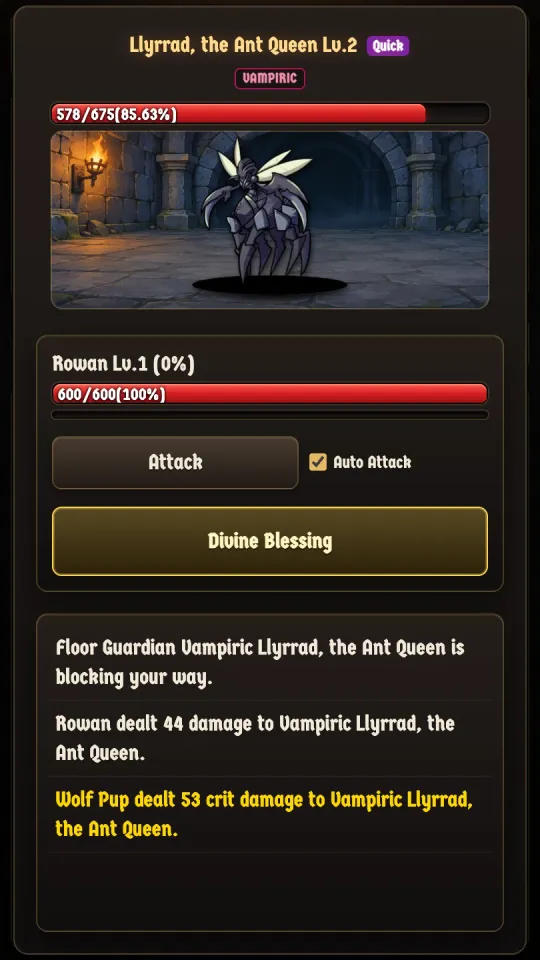 Llyrrad, the Ant Queen Lv.2 Quick
VAMPIRIC
578/675(85.63%)
Rowan Lv.1 (0%)
600/600(100%)
Attack
Auto Attack
Divine Blessing
Floor Guardian Vampiric Llyrrad, the Ant Queen is
blocking your way.
Rowan dealt 44 damage to Vampiric Llyrrad, the
Ant Queen.
Wolf Pup dealt 53 crit damage to Vampiric Llyrrad,
the Ant Queen.